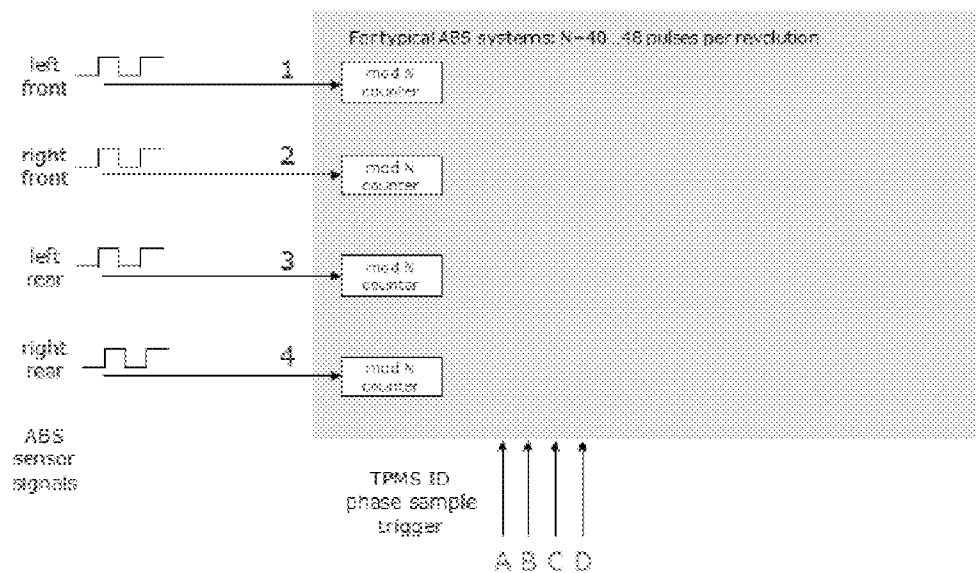 For typical ABS systems: N=40...48 pulses per revolution
left
front
1
mod N
counter
right
front
2
mod N
counter
left
rear
3
mod N
counter
right
rear
4
mod N
counter
ABS
sensor
signals
TPMS ID
phase sample
trigger
A B C D